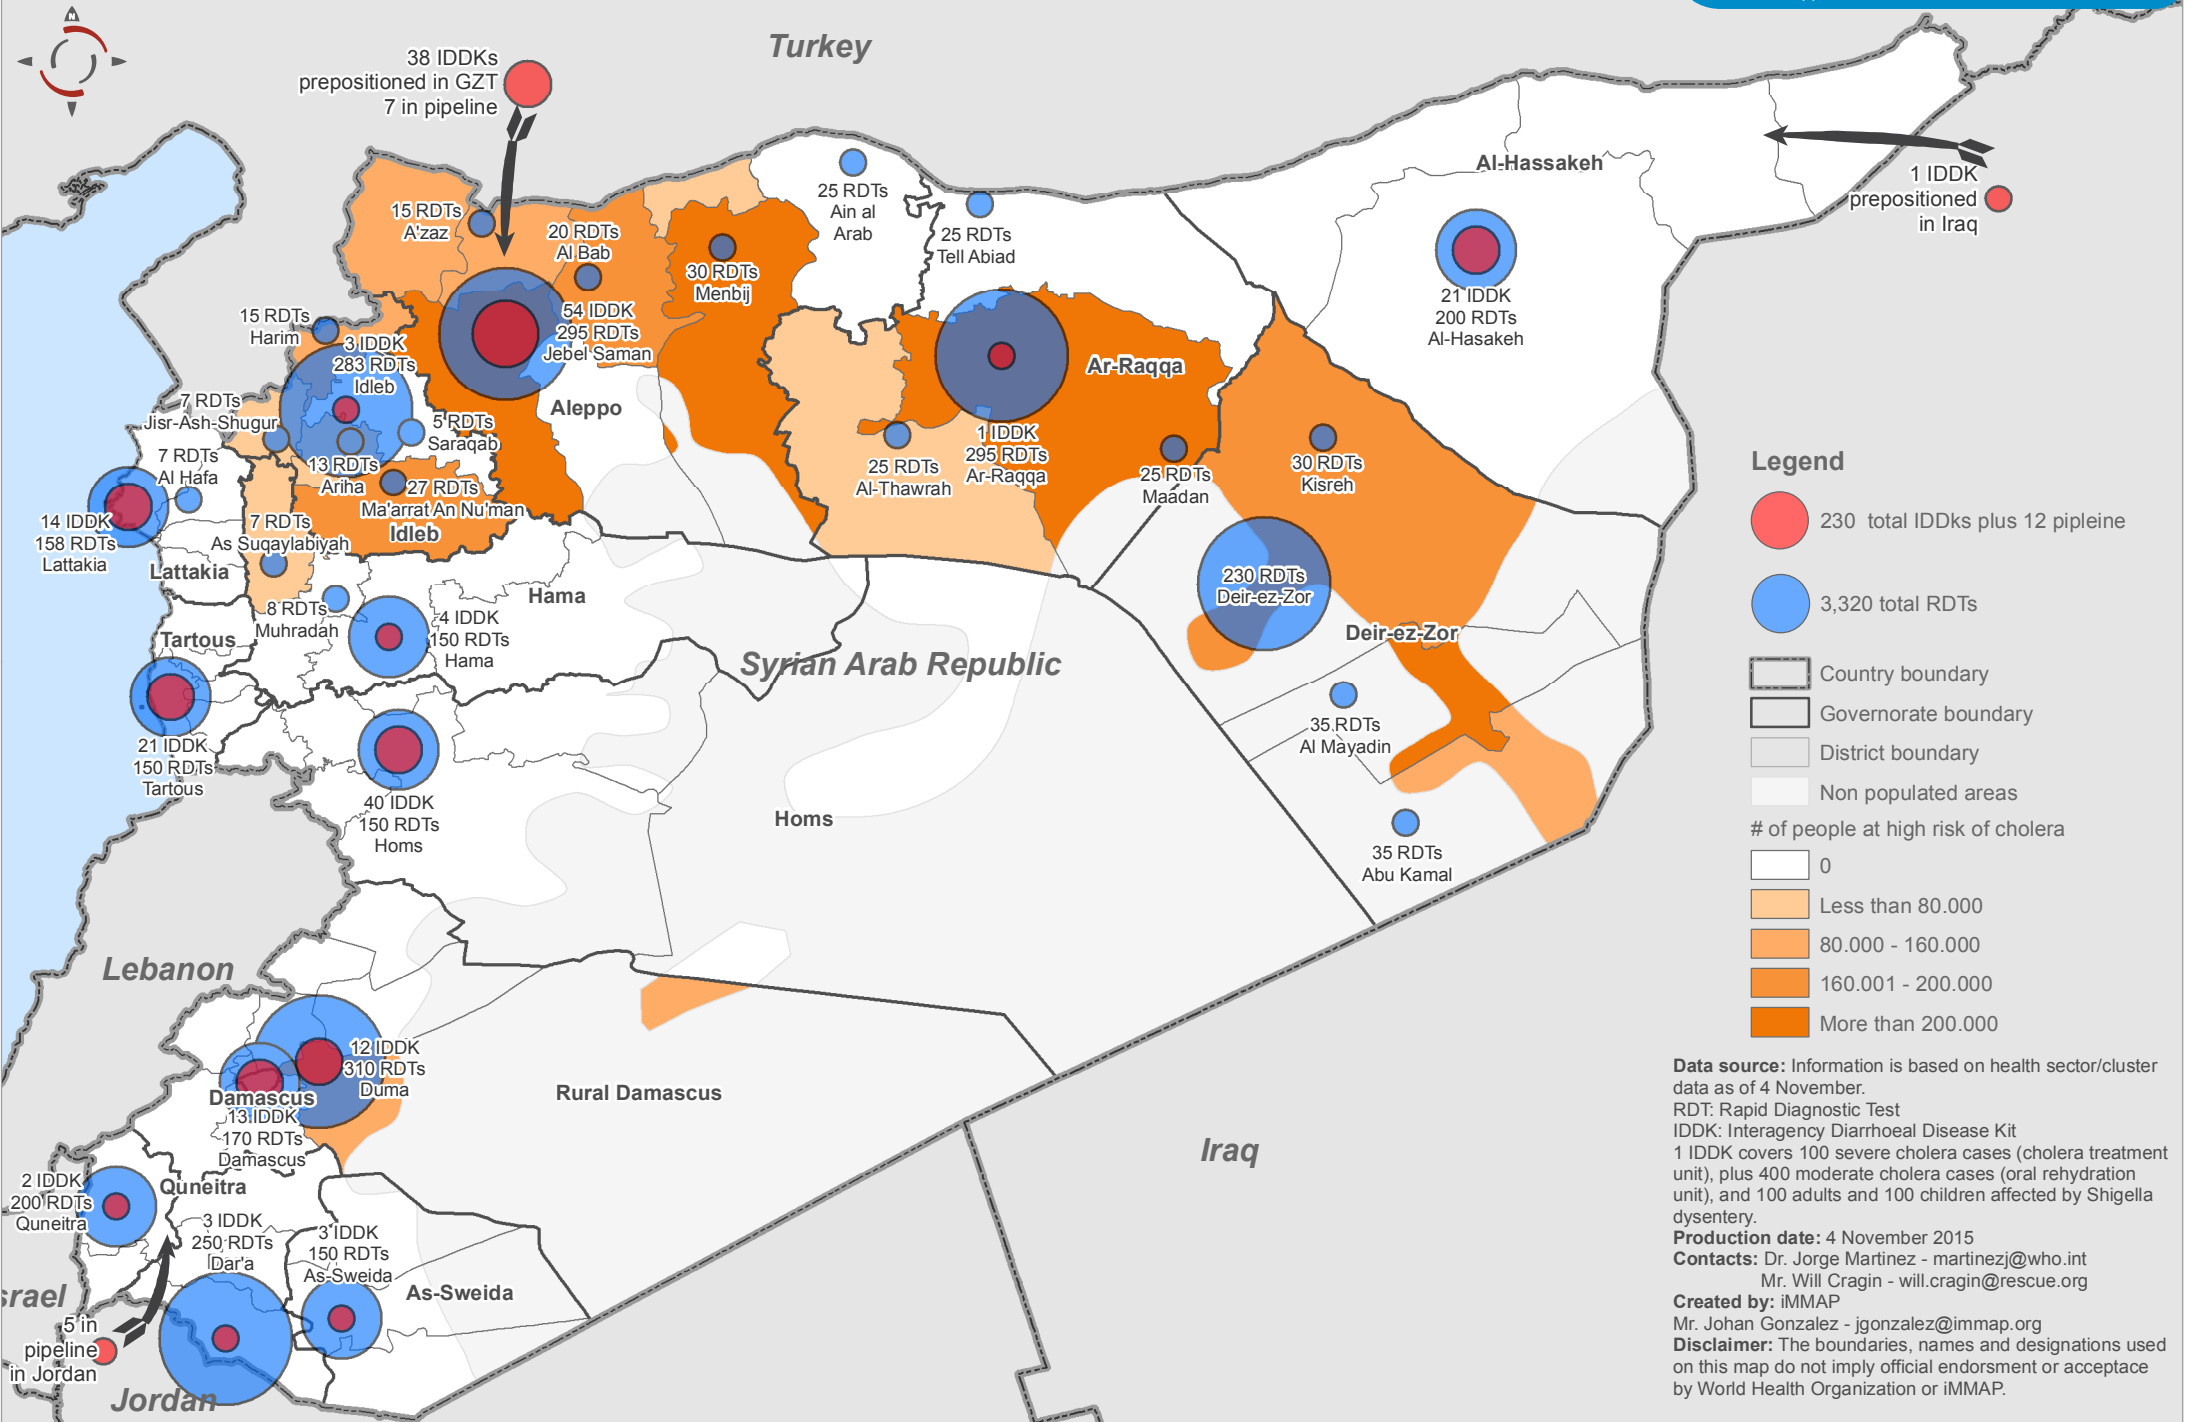 N
Turkey
38 IDDKs
prepositioned in GZT
7 in pipeline
Al-Hassakeh
1 IDDK
prepositioned
in Iraq
15 RDTs
A'zaz
20 RDTs
Al Bab
30 RDTs
Menbij
25 RDTs
Ain al
Arab
25 RDTs
Tell Abiad
21 IDDK
200 RDTs
Al-Hasakeh
15 RDTs
Harim
3 IDDK
283 RDTs
Idleb
54 IDDK
295 RDTs
Jebel Saman
Ar-Raqqa
Aleppo
7 RDTs
Jisr-Ash-Shugur
5 RDTs
Saraqab
7 RDTs
Al Hafa
13 RDTs
Ariha
27 RDTs
Ma'arrat An Nu'man
Idleb
25 RDTs
Al-Thawrah
1 IDDK
295 RDTs
Ar-Raqqa
25 RDTs
Maadan
30 RDTs
Kisreh
14 IDDK
158 RDTs
Lattakia
7 RDTs
As Suqaylabiyah
Lattakia
Hama
230 RDTs
Deir-ez-Zor
8 RDTs
Muhradah
4 IDDK
150 RDTs
Hama
Tartous
Syrian Arab Republic
Deir-ez-Zor
21 IDDK
150 RDTs
Tartous
35 RDTs
Al Mayadin
40 IDDK
150 RDTs
Homs
Homs
35 RDTs
Abu Kamal
Lebanon
12 IDDK
310 RDTs
Duma
Damascus
13 IDDK
170 RDTs
Damascus
Rural Damascus
Iraq
2 IDDK
200 RDTs
Quneitra
Quneitra
3 IDDK
250 RDTs
Dar'a
3 IDDK
150 RDTs
As-Sweida
As-Sweida
srael
5 in
pipeline
in Jordan
Jordan
Legend
230 total IDDks plus 12 pipleine
3,320 total RDTs
Country boundary
Governorate boundary
District boundary
Non populated areas
# of people at high risk of cholera
0
Less than 80.000
80.000 - 160.000
160.001 - 200.000
More than 200.000
Data source: Information is based on health sector/cluster
data as of 4 November.
RDT: Rapid Diagnostic Test
IDDK: Interagency Diarrhoeal Disease Kit
1 IDDK covers 100 severe cholera cases (cholera treatment
unit), plus 400 moderate cholera cases (oral rehydration
unit), and 100 adults and 100 children affected by Shigella
dysentery.
Production date: 4 November 2015
Contacts: Dr. Jorge Martinez - martinezj@who.int
Mr. Will Cragin - will.cragin@rescue.org
Created by: iMMAP
Mr. Johan Gonzalez - jgonzalez@immap.org
Disclaimer: The boundaries, names and designations used
on this map do not imply official endorsment or acceptace
by World Health Organization or iMMAP.